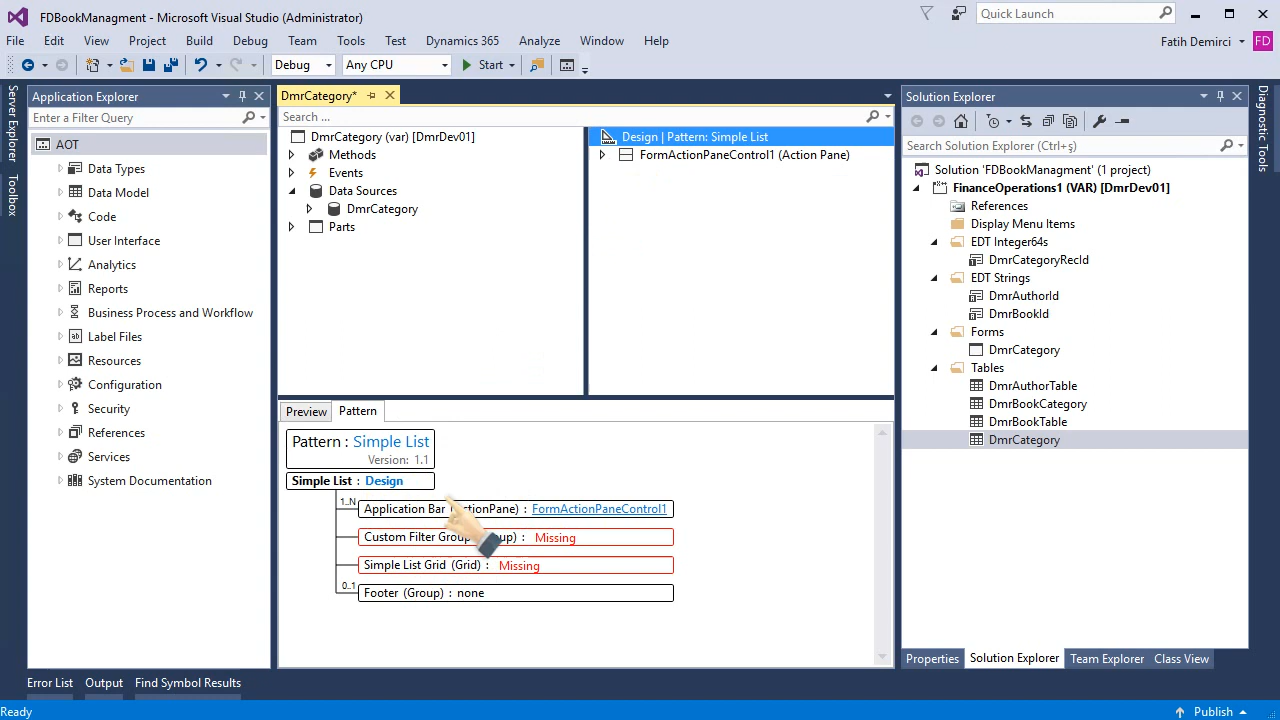 FDBookManagment - Microsoft Visual Studio (Administrator)
Quick Launch
File Edit View Project Build Debug Team Tools Test Dynamics 365 Analyze Window Help
Fatih Demirci FD
Debug Any CPU Start
Server Explorer
Toolbox
Application Explorer
Enter a Filter Query
AOT
Data Types
Data Model
Code
User Interface
Analytics
Reports
Business Process and Workflow
Label Files
Resources
Configuration
Security
References
Services
System Documentation
DmrCategory*
Search ...
DmrCategory (var) [DmrDev01]
Methods
Events
Data Sources
DmrCategory
Parts
Design | Pattern: Simple List
FormActionPaneControl1 (Action Pane)
Preview Pattern
Pattern : Simple List
Version: 1.1
Simple List : Design
1..N
Application Bar (ActionPane) : FormActionPaneControl1
Custom Filter Group : Missing
Simple List Grid (Grid) : Missing
0..1
Footer (Group) : none
Solution Explorer
Search Solution Explorer (Ctrl+ş)
Solution 'FDBookManagment' (1 project)
FinanceOperations1 (VAR) [DmrDev01]
References
Display Menu Items
EDT Integer64s
DmrCategoryRecId
EDT Strings
DmrAuthorId
DmrBookId
Forms
DmrCategory
Tables
DmrAuthorTable
DmrBookCategory
DmrBookTable
DmrCategory
Properties Solution Explorer Team Explorer Class View
Diagnostic Tools
Error List Output Find Symbol Results
Ready
Publish